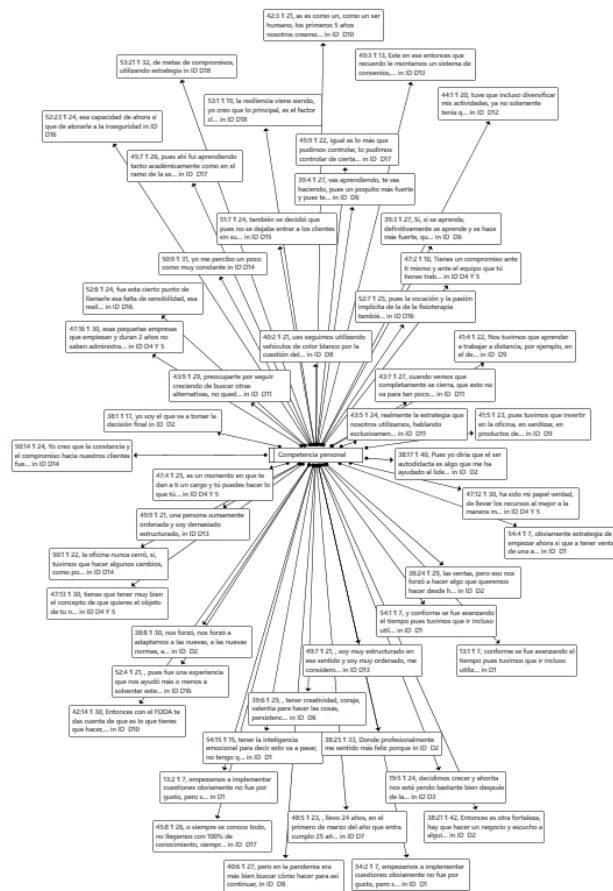 42:3 ¶ 21, as es como un, como un ser
humano, los primeros 5 años
nosotros creemo... in ID D10
49:3 ¶ 13, Este en ese entonces que
recuerdo le montamos un sistema de
convenios,... in ID D13
53:21 ¶ 32, de metas de compromisos,
utilizando estrategia in ID D18
44:1 ¶ 20, tuve que incluso diversificar
mis actividades, ya no solamente
tenia q... in ID D12
53:1 ¶ 19, la resiliencia viene siendo,
yo creo que lo principal, es el factor
cl... in ID D18
52:23 ¶ 24, esa capacidad de ahora si
que de atonarle a la inseguridad in ID
D16
45:9 ¶ 22, igual es lo más que
pudimos controlar, lo pudimos
controlar de cierta... in ID D17
45:7 ¶ 26, pues ahí fui aprendiendo
tanto académicamente como en el
ramo de la se... in ID D17
39:4 ¶ 27, vas aprendiendo, te vas
haciendo, pues un poquito más fuerte
y pues te... in ID D6
51:7 ¶ 24, también se decidió que
pues no se dejaba entrar a los clientes
sin su... in ID D15
39:3 ¶ 27, Sí, si se aprende,
definitivamente se aprende y se hace
más fuerte, qu... in ID D6
50:9 ¶ 31, yo me percibo un poco
como muy constante in ID D14
47:2 ¶ 10, Tienes un compromiso ante
ti mismo y ante el equipo que tú
tienes trab... in ID D4 Y 5
52:6 ¶ 24, fue esta cierto punto de
llamarle esa falta de sensibilidad, esa
resil... in ID D16
52:7 ¶ 25, pues la vocación y la pasión
implícita de la de la fisioterapia
tambié... in ID D16
47:16 ¶ 30, esas pequeñas empresas
que empiezan y duran 2 años no
saben administra... in ID D4 Y 5
40:2 ¶ 21, ues seguimos utilizando
vehículos de color blanco por la
cuestión del... in ID D8
41:4 ¶ 22, Nos tuvimos que aprender
a trabajar a distancia, por ejemplo, en
el de... in ID D9
43:9 ¶ 29, preocuparte por seguir
creciendo de buscar otras
alternativas, no qued... in ID D11
43:7 ¶ 27, cuando vemos que
completamente se cierra, que esto no
va para tan poco... in ID D11
38:1 ¶ 17, yo soy el que va a tomar la
decisión final in ID D2
43:5 ¶ 24, realmente la estrategia que
nosotros utilizamos, hablando
exclusivamen... in ID D11
41:5 ¶ 23, pues tuvimos que invertir
en la oficina, en sanitizar, en
productos de... in ID D9
50:14 ¶ 24, Yo creo que la constancia y
el compromiso hacia nuestros clientes
fue... in ID D14
Competencia personal
38:17 ¶ 40, Pues yo diría que el ser
autodidacta es algo que me
ha ayudado al lide... in ID D2
47:4 ¶ 25, es un momento en que te
dan a ti un cargo y tú puedes hacer lo
que tú... in ID D4 Y 5
47:12 ¶ 30, ha sido mi papel verdad,
de llevar los recursos al mejor a la
manera m... in ID D4 Y 5
49:9 ¶ 21, una persona sumamente
ordenada y soy demasiado
estructurado, in ID D13
54:4 ¶ 7, obviamente estrategia de
empezar ahora si que a tener venta
de una a... in ID D1
50:1 ¶ 22, la oficina nunca cerró, si,
tuvimos que hacer algunos cambios,
como po... in ID D14
38:24 ¶ 29, las ventas, pero eso nos
forzó a hacer algo que queremos
hacer desde h... in ID D2
47:13 ¶ 30, tienes que tener muy bien
el concepto de que quieres el objeto
de tu n... in ID D4 Y 5
54:1 ¶ 7, y conforme se fue avanzando
el tiempo pues tuvimos que ir incluso
util... in ID D1
38:8 ¶ 30, nos forzó, nos forzó a
adaptarnos a las nuevas, a las nuevas
normas, a... in ID D2
49:7 ¶ 21, , soy muy estructurado en
ese sentido y soy muy ordenado, me
considero... in ID D13
13:1 ¶ 7, conforme se fue avanzando el
tiempo pues tuvimos que ir incluso
utiliz... in ID D1
52:4 ¶ 21, , pues fue una experiencia
que nos ayudó más o menos a
solventar este... in ID D16
39:6 ¶ 29, , tener creatividad, coraje,
valentía para hacer las cosas,
persistenc... in ID D6
42:14 ¶ 30, Entonces con el FODA te
das cuenta de que es lo que tienes
que hacer,... in ID D10
54:15 ¶ 15, tener la inteligencia
emocional para decir esto va a pasar,
no tengo q... in ID D1
38:25 ¶ 33, Donde profesionalmente
me sentido más feliz porque in ID D2
13:2 ¶ 7, empezamos a implementar
cuestiones obviamente no fue por
gusto, pero s... in ID D1
19:5 ¶ 24, decidimos crecer y ahorita
nos está yendo bastante bien después
de la... in ID D3
45:8 ¶ 26, o siempre se conoce todo,
no llegamos con 100% de
conocimiento, siempr... in ID D17
48:5 ¶ 23, , llevo 24 años, en el
primero de marzo del año que entra
cumplo 25 añ... in ID D7
38:21 ¶ 42, Entonces es otra fortaleza,
hay que hacer un negocio y escucho a
algui... in ID D2
40:6 ¶ 27, pero en la pandemia era
más bien buscar cómo hacer para así
continuar, in ID D8
54:2 ¶ 7, empezamos a implementar
cuestiones obviamente no fue por
gusto, pero s... in ID D1